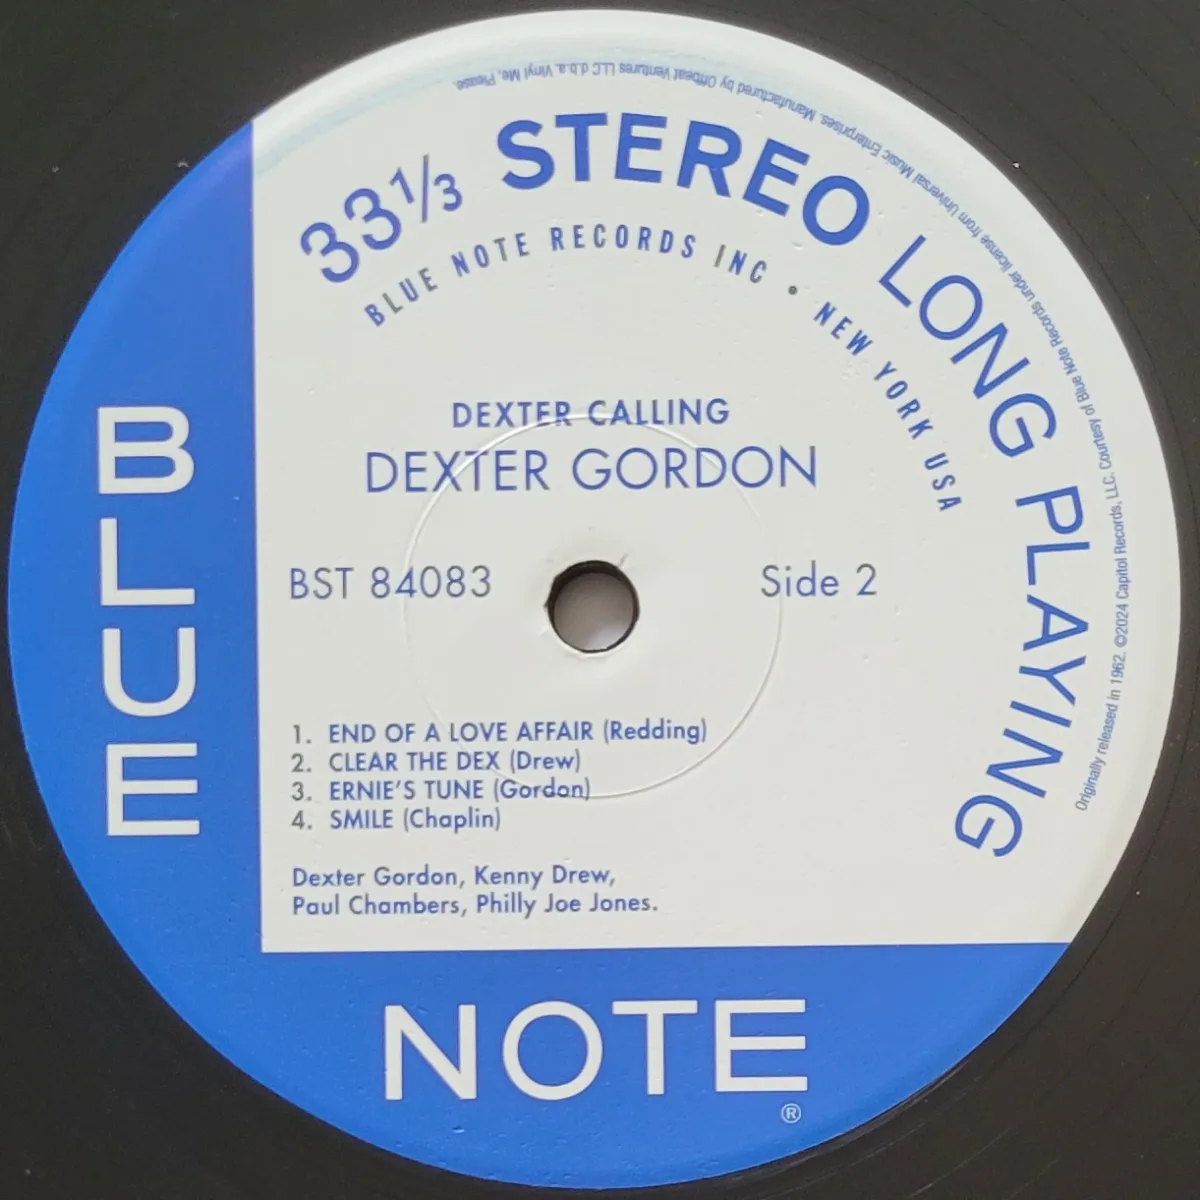 33⅓ STEREO LONG PLAYING
BLUE NOTE RECORDS INC • NEW YORK USA
DEXTER CALLING
DEXTER GORDON
BST 84083
Side 2
1. END OF A LOVE AFFAIR (Redding)
2. CLEAR THE DEX (Drew)
3. ERNIE'S TUNE (Gordon)
4. SMILE (Chaplin)
Dexter Gordon, Kenny Drew,
Paul Chambers, Philly Joe Jones.
BLUE
NOTE
®
Originally released in 1962. ©2024 Capitol Records, LLC. Courtesy of Blue Note Records under license from Universal Music Enterprises. Manufactured by Offbeat Ventures LLC d.b.a. Vinyl Me, Please.